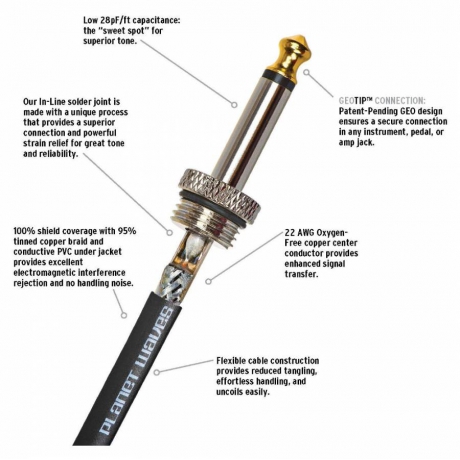 Low 28pF/ft capacitance:
the "sweet spot" for
superior tone.
GEOTIP™ CONNECTION:
Patent-Pending GEO design
ensures a secure connection
in any instrument, pedal, or
amp jack.
Our In-Line solder joint is
made with a unique process
that provides a superior
connection and powerful
strain relief for great tone
and reliability.
100% shield coverage with 95%
tinned copper braid and
conductive PVC under jacket
provides excellent
electromagnetic interference
rejection and no handling noise.
22 AWG Oxygen-
Free copper center
conductor provides
enhanced signal
transfer.
planet waves
Flexible cable construction
provides reduced tangling,
effortless handling, and
uncoils easily.